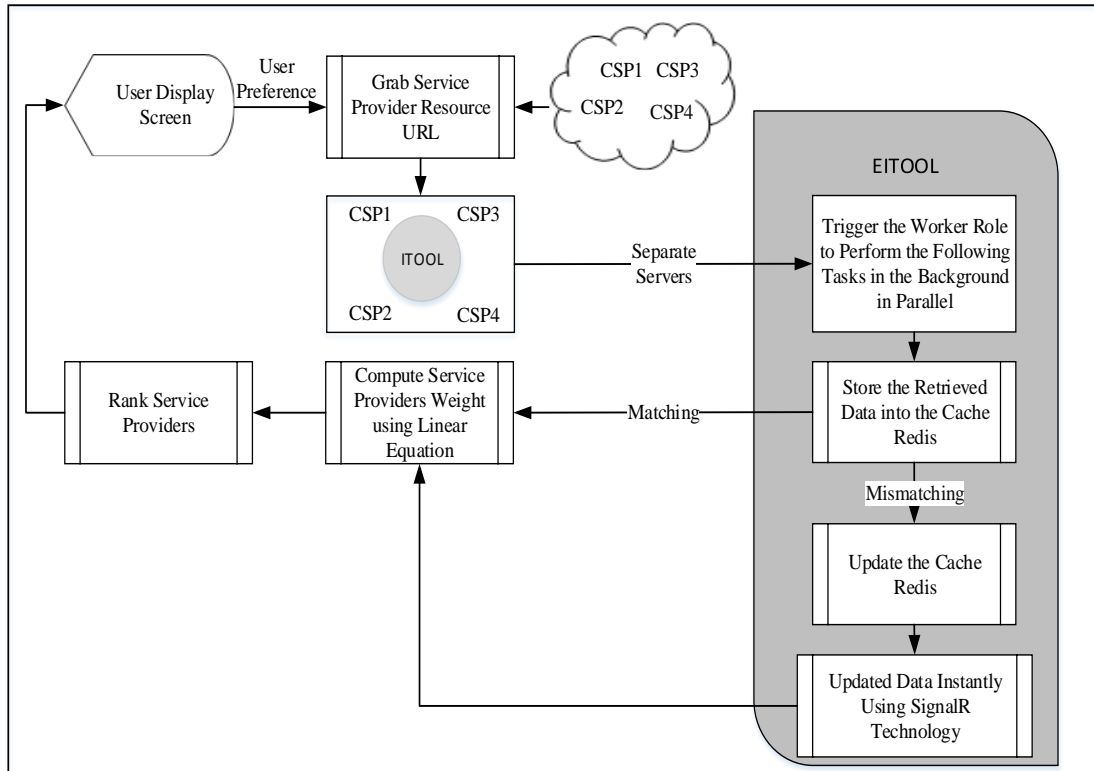 User Display
Screen
User
Preference
Grab Service
Provider Resource
URL
CSP1 CSP3
CSP2
CSP4
EITOOL
CSP1 CSP3
ITOOL
CSP2 CSP4
Separate
Servers
Trigger the Worker Role
to Perform the Following
Tasks in the Background
in Parallel
Rank Service
Providers
Compute Service
Providers Weight
using Linear
Equation
Matching
Store the Retrieved
Data into the Cache
Redis
Mismatching
Update the Cache
Redis
Updated Data Instantly
Using SignalR
Technology